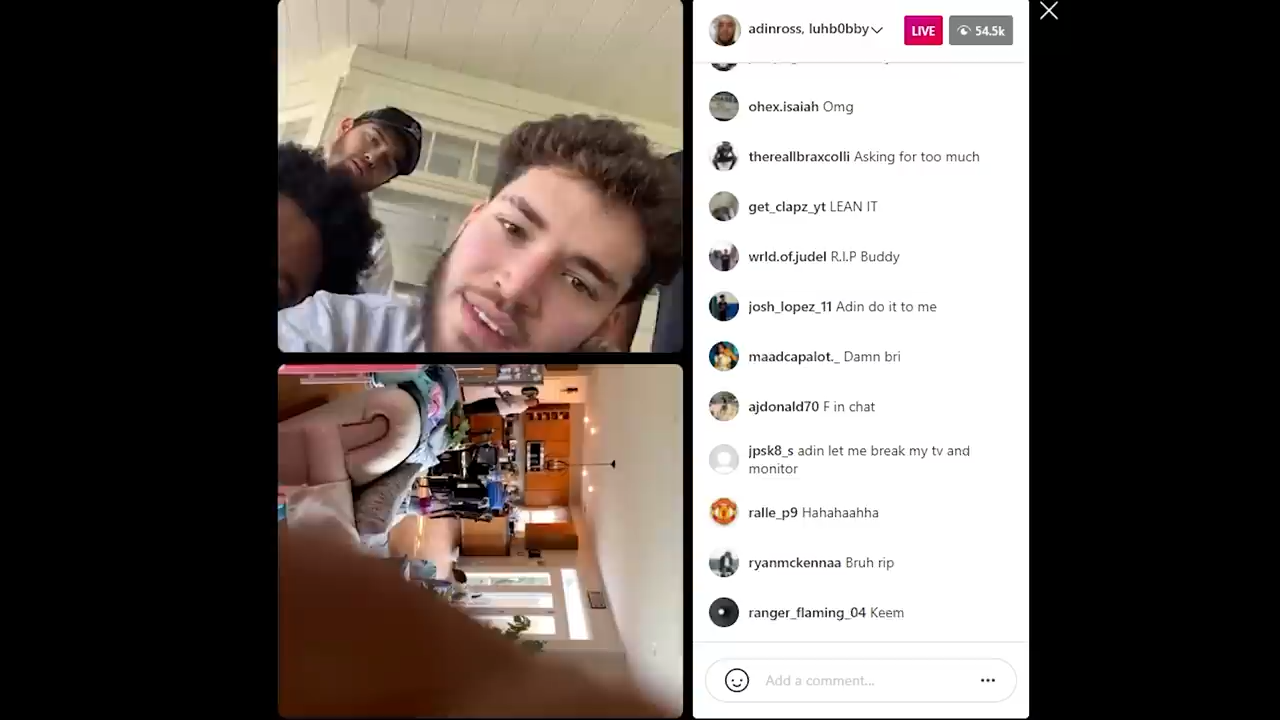 adinross, luhb0bby
LIVE
54.5k
ohex.isaiah Omg
thereallbraxcolli Asking for too much
get_clapz_yt LEAN IT
wrld.of.judel R.I.P Buddy
josh_lopez_11 Adin do it to me
maadcapalot._ Damn bri
ajdonald70 F in chat
jpsk8_s adin let me break my tv and
monitor
ralle_p9 Hahahaahha
ryanmckennaa Bruh rip
ranger_flaming_04 Keem
Add a comment...